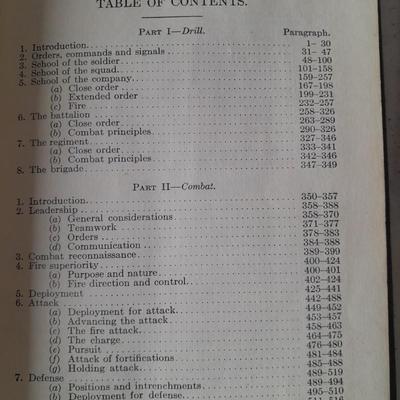 TABLE OF CONTENTS.
PART I—Drill. Paragraph.
1. Introduction 1– 30
2. Orders, commands and signals 31– 47
3. School of the soldier 48–100
4. School of the squad 101–158
5. School of the company 159–257
(a) Close order 167–198
(b) Extended order 199–231
(c) Fire 232–257
6. The battalion 258–326
(a) Close order 263–289
(b) Combat principles 290–326
7. The regiment 327–346
(a) Close order 333–341
(b) Combat principles 342–346
8. The brigade 347–349
PART II—Combat.
1. Introduction 350–357
2. Leadership 358–388
(a) General considerations 358–370
(b) Teamwork 371–377
(c) Orders 378–383
(d) Communication 384–388
3. Combat reconnaissance 389–399
4. Fire superiority 400–424
(a) Purpose and nature 400–401
(b) Fire direction and control 402–424
5. Deployment 425–441
6. Attack 442–488
(a) Deployment for attack 449–452
(b) Advancing the attack 453–457
(c) The fire attack 458–463
(d) The charge 464–475
(e) Pursuit 476–480
(f) Attack of fortifications 481–484
(g) Holding attack 485–488
7. Defense 489–519
(a) Positions and intrenchments 489–494
(b) Deployment for defense 495–510